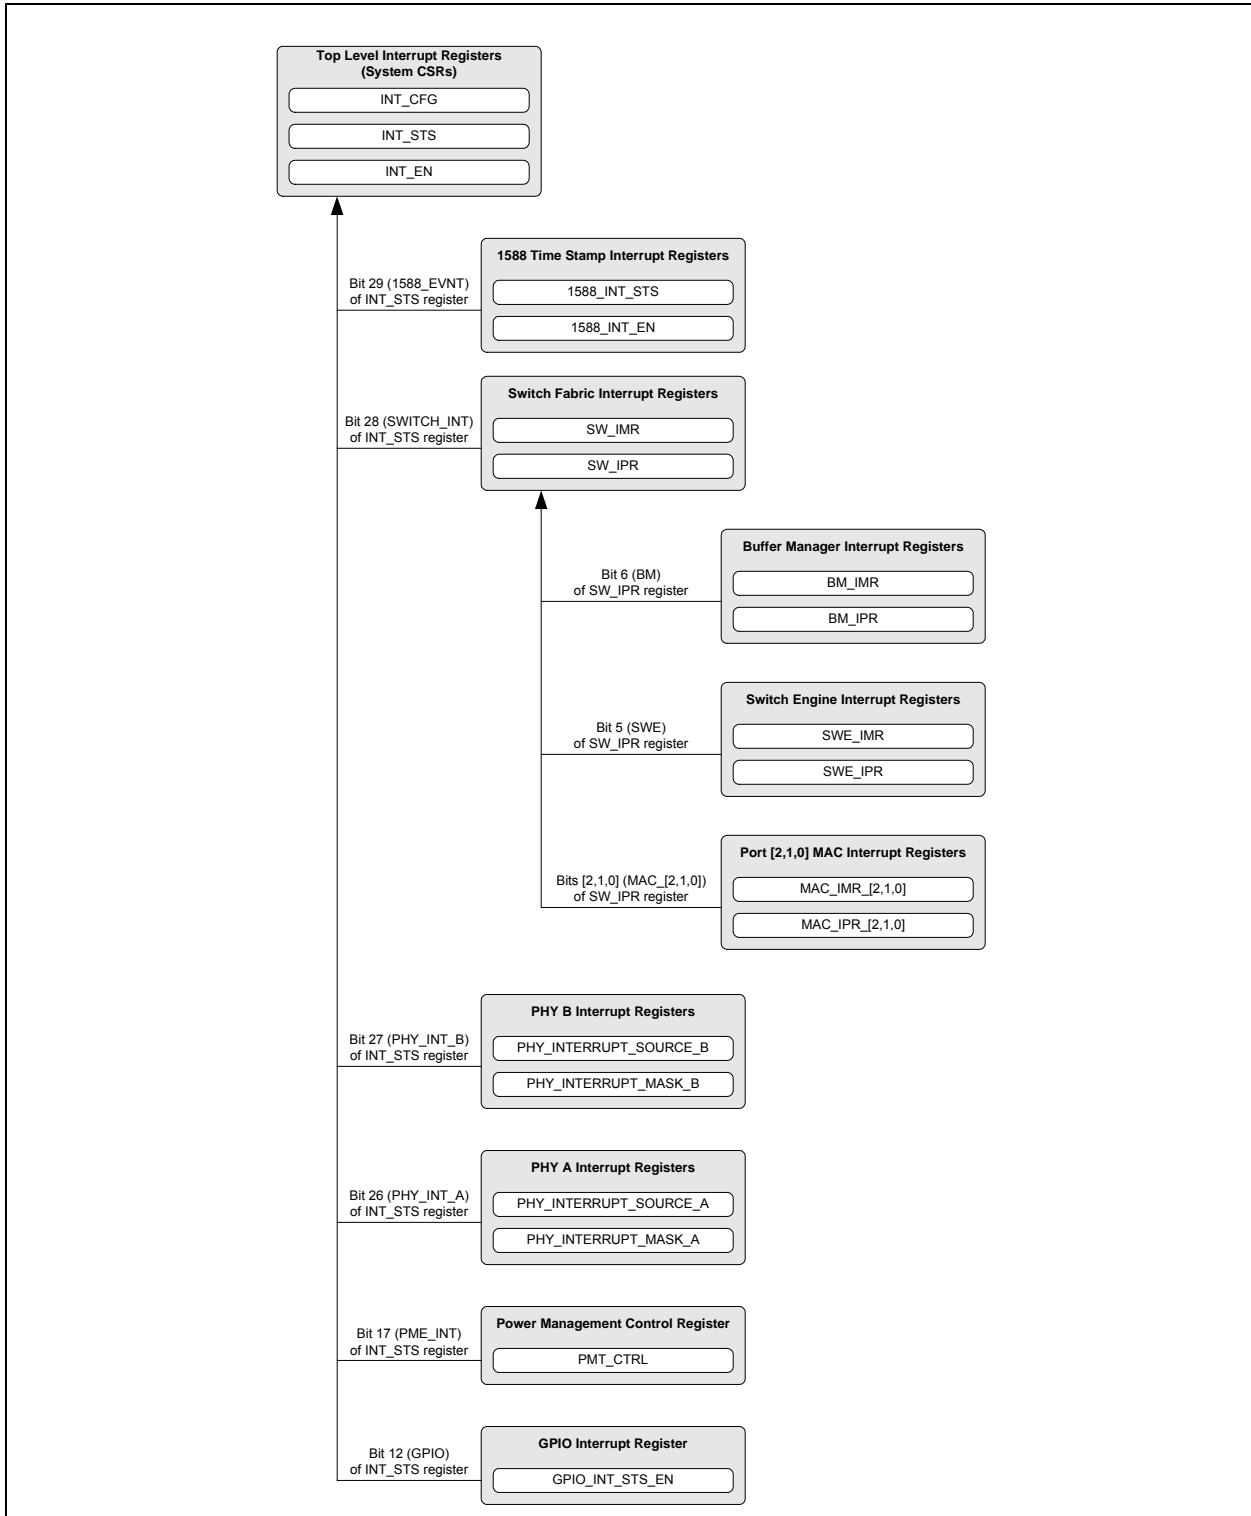 Top Level Interrupt Registers
(System CSRs)
INT_CFG
INT_STS
INT_EN
Bit 29 (1588_EVNT)
of INT_STS register
1588 Time Stamp Interrupt Registers
1588_INT_STS
1588_INT_EN
Bit 28 (SWITCH_INT)
of INT_STS register
Switch Fabric Interrupt Registers
SW_IMR
SW_IPR
Bit 6 (BM)
of SW_IPR register
Buffer Manager Interrupt Registers
BM_IMR
BM_IPR
Bit 5 (SWE)
of SW_IPR register
Switch Engine Interrupt Registers
SWE_IMR
SWE_IPR
Bits [2,1,0] (MAC_[2,1,0])
of SW_IPR register
Port [2,1,0] MAC Interrupt Registers
MAC_IMR_[2,1,0]
MAC_IPR_[2,1,0]
Bit 27 (PHY_INT_B)
of INT_STS register
PHY B Interrupt Registers
PHY_INTERRUPT_SOURCE_B
PHY_INTERRUPT_MASK_B
Bit 26 (PHY_INT_A)
of INT_STS register
PHY A Interrupt Registers
PHY_INTERRUPT_SOURCE_A
PHY_INTERRUPT_MASK_A
Bit 17 (PME_INT)
of INT_STS register
Power Management Control Register
PMT_CTRL
Bit 12 (GPIO)
of INT_STS register
GPIO Interrupt Register
GPIO_INT_STS_EN